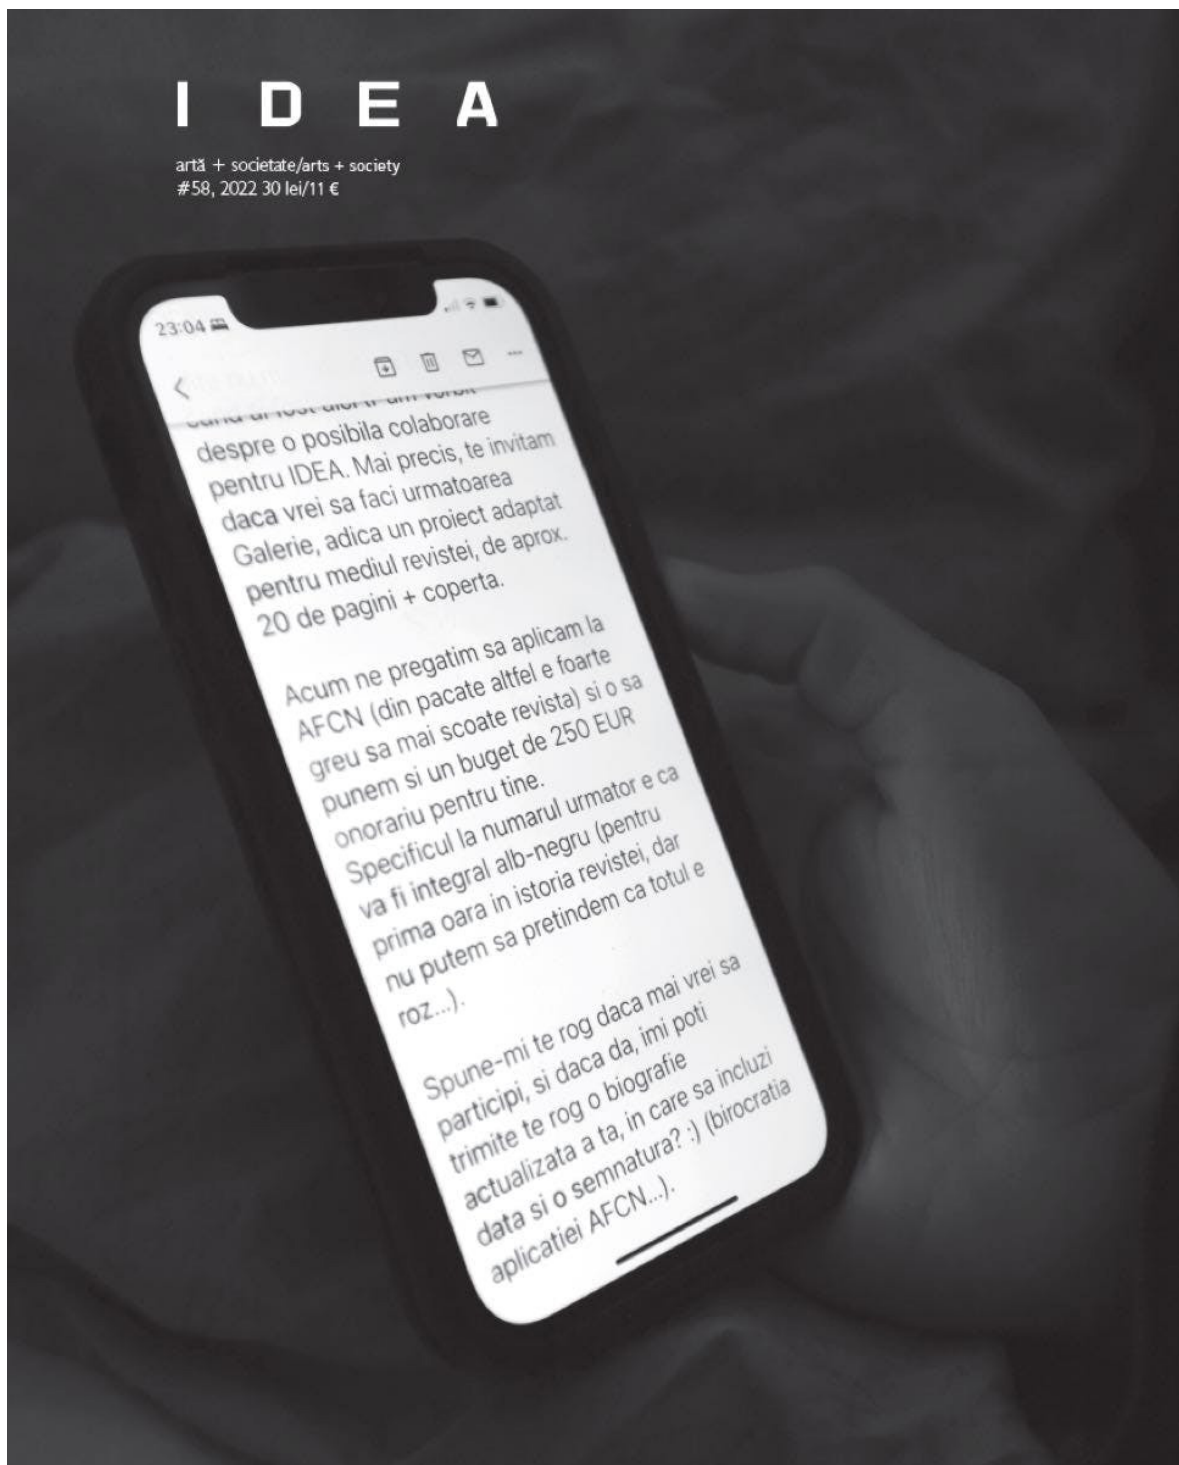 I D E A
artă + societate/arts + society
#58, 2022 30 lei/11 €
23:04
despre o posibila colaborare
pentru IDEA. Mai precis, te invitam
daca vrei sa faci urmatoarea
Galerie, adica un proiect adaptat
pentru mediul revistei, de aprox.
20 de pagini + coperta.
Acum ne pregatim sa aplicam la
AFCN (din pacate altfel e foarte
greu sa mai scoate revista) si o sa
punem si un buget de 250 EUR
onorariu pentru tine.
Specificul la numarul urmator e ca
va fi integral alb-negru (pentru
prima oara in istoria revistei, dar
nu putem sa pretindem ca totul e
roz...).
Spune-mi te rog daca mai vrei sa
participi, si daca da, imi poti
trimite te rog o biografie
actualizata a ta, in care sa incluzi
data si o semnatura? :) (birocratia
aplicatiei AFCN...).